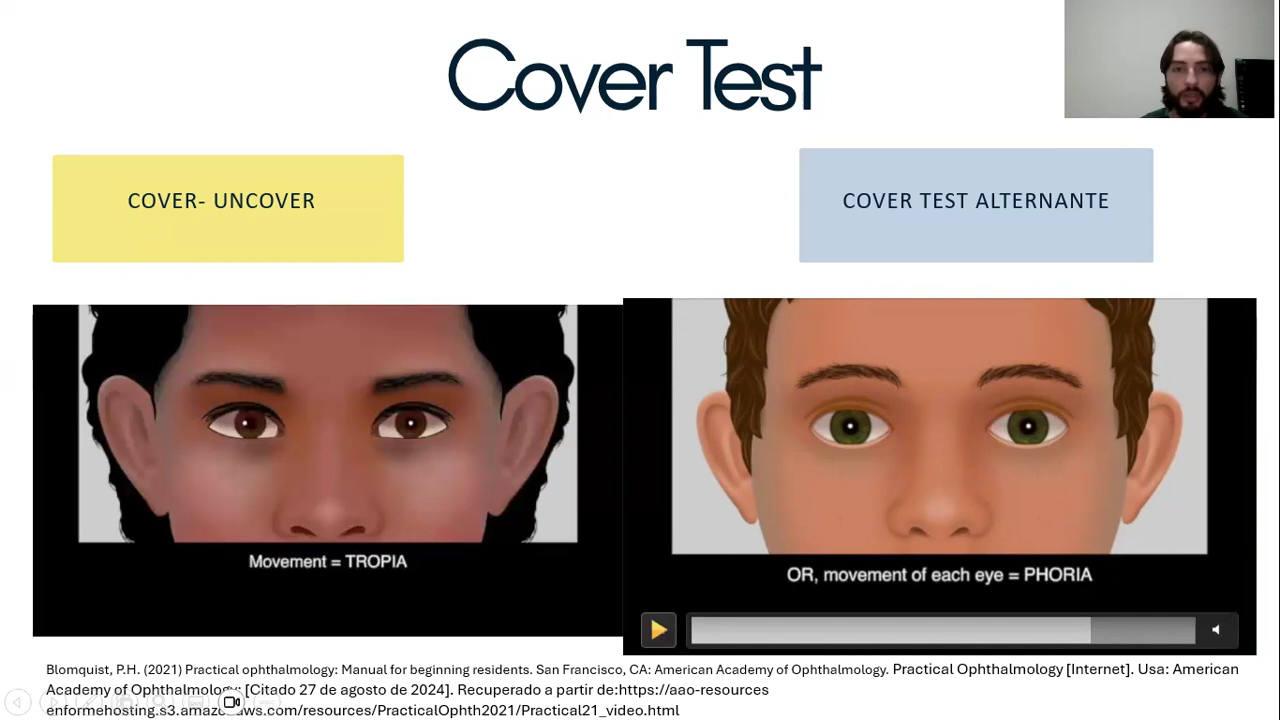 Cover Test
COVER- UNCOVER
COVER TEST ALTERNANTE
Movement = TROPIA
OR, movement of each eye = PHORIA
Blomquist, P.H. (2021) Practical ophthalmology: Manual for beginning residents. San Francisco, CA: American Academy of Ophthalmology. Practical Ophthalmology [Internet]. Usa: American
Academy of Ophthalmology; [Citado 27 de agosto de 2024]. Recuperado a partir de:https://aao-resources
enformehosting.s3.amazonaws.com/resources/PracticalOphth2021/Practical21_video.html